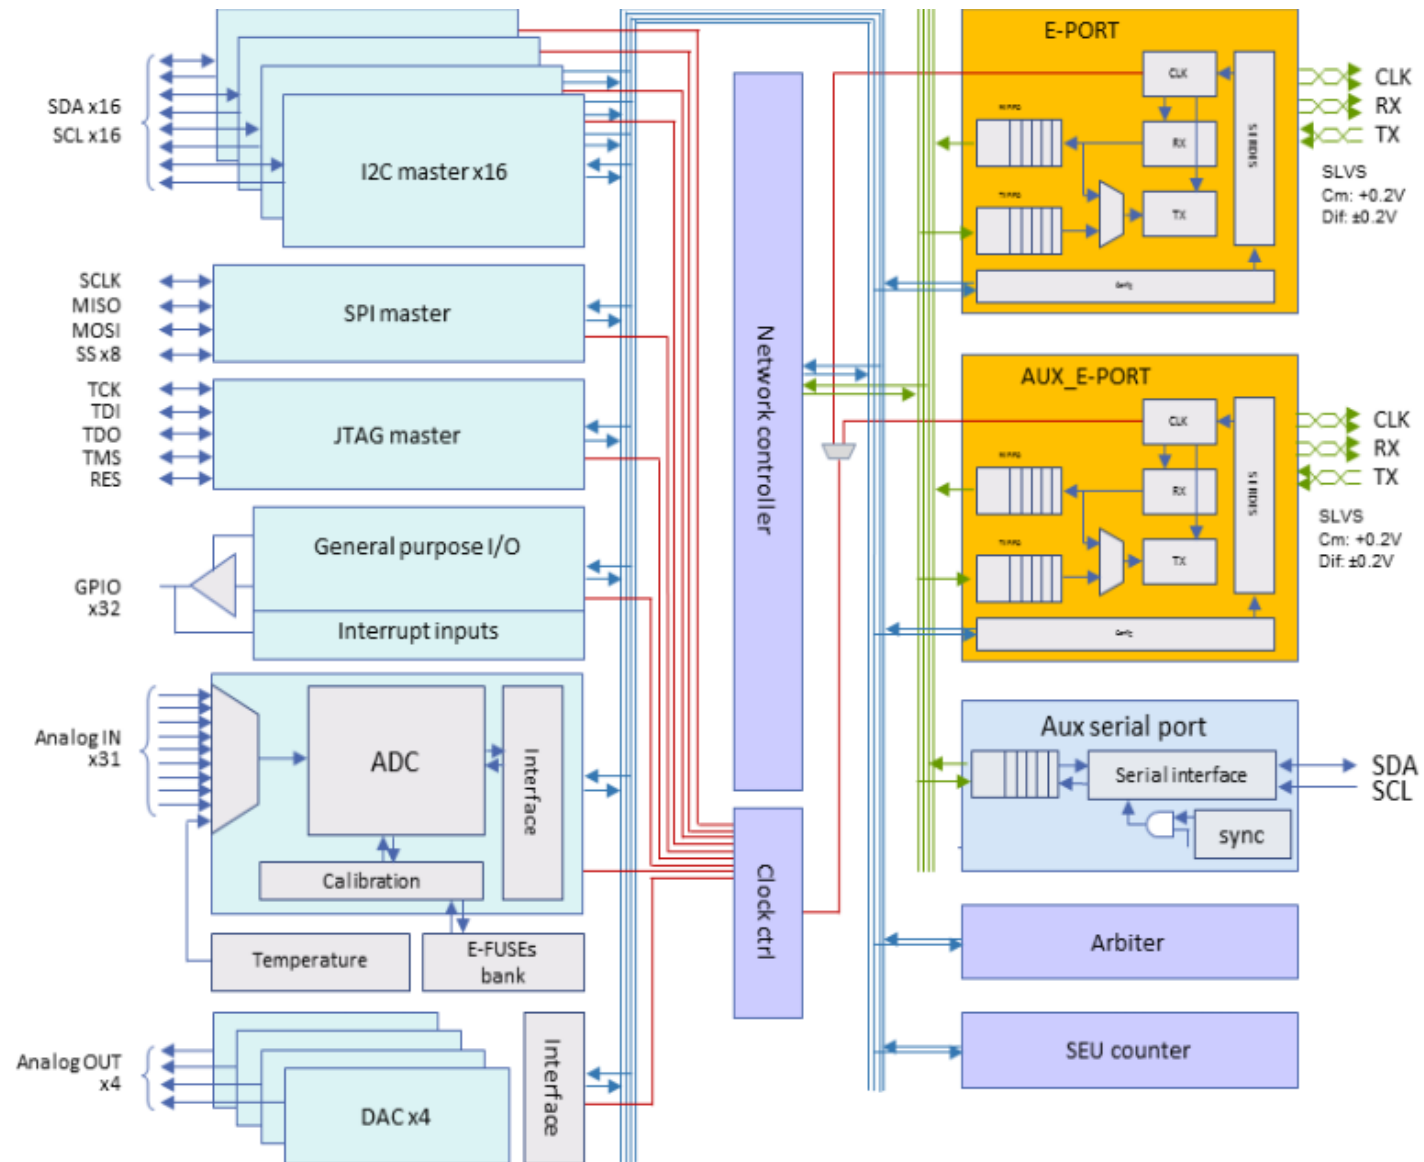 SDA x16
SCL x16
I2C master x16
SCLK
MISO
MOSI
SS x8
SPI master
TCK
TDI
TDO
TMS
RES
JTAG master
GPIO
x32
General purpose I/O
Interrupt inputs
Analog IN
x31
ADC
Interface
Calibration
Temperature
E-FUSEs
bank
Analog OUT
x4
DAC x4
Interface
Network controller
Clock ctrl
E-PORT
CLK
RX
TX
SERDES
CLK
RX
TX
SLVS
Cm: +0.2V
Dif: ±0.2V
AUX_E-PORT
CLK
RX
TX
SERDES
CLK
RX
TX
SLVS
Cm: +0.2V
Dif: ±0.2V
Aux serial port
Serial interface
sync
SDA
SCL
Arbiter
SEU counter